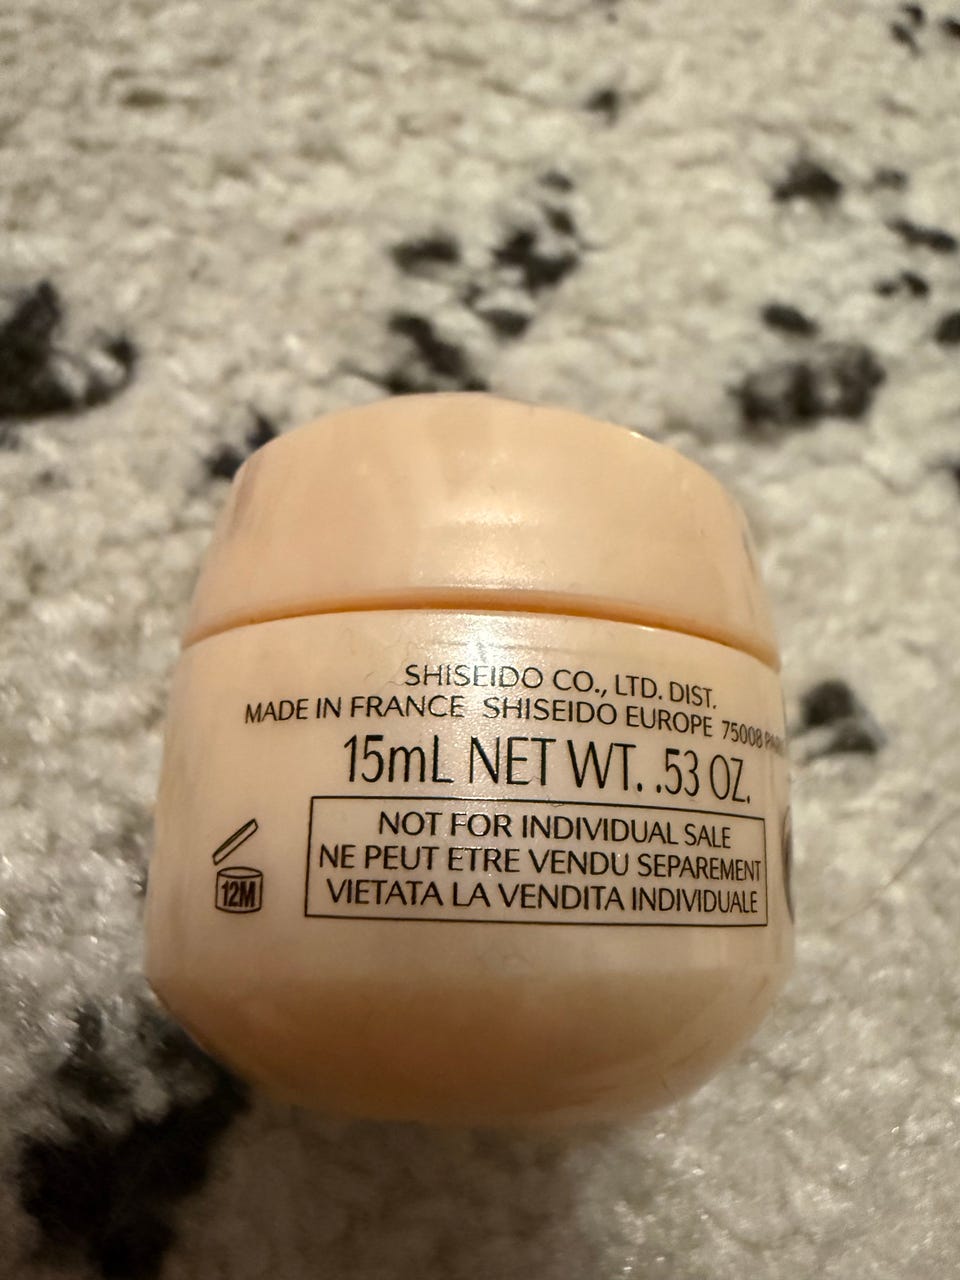 SHISEIDO CO., LTD. DIST.
MADE IN FRANCE SHISEIDO EUROPE 75008
15mL NET WT. .53 OZ.
NOT FOR INDIVIDUAL SALE
NE PEUT ETRE VENDU SEPAREMENT
VIETATA LA VENDITA INDIVIDUALE
12M